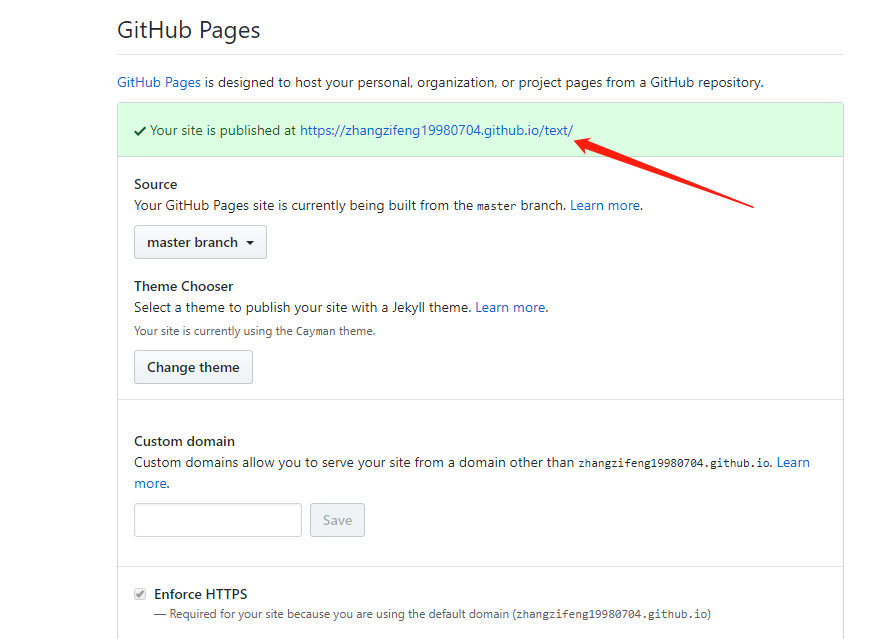 GitHub Pages
GitHub Pages is designed to host your personal, organization, or project pages from a GitHub repository.
Your site is published at https://zhangzifeng19980704.github.io/text/
Source
Your GitHub Pages site is currently being built from the master branch. Learn more.
master branch
Theme Chooser
Select a theme to publish your site with a Jekyll theme. Learn more.
Your site is currently using the Cayman theme.
Change theme
Custom domain
Custom domains allow you to serve your site from a domain other than zhangzifeng19980704.github.io. Learn
more.
Save
Enforce HTTPS
— Required for your site because you are using the default domain (zhangzifeng19980704.github.io)